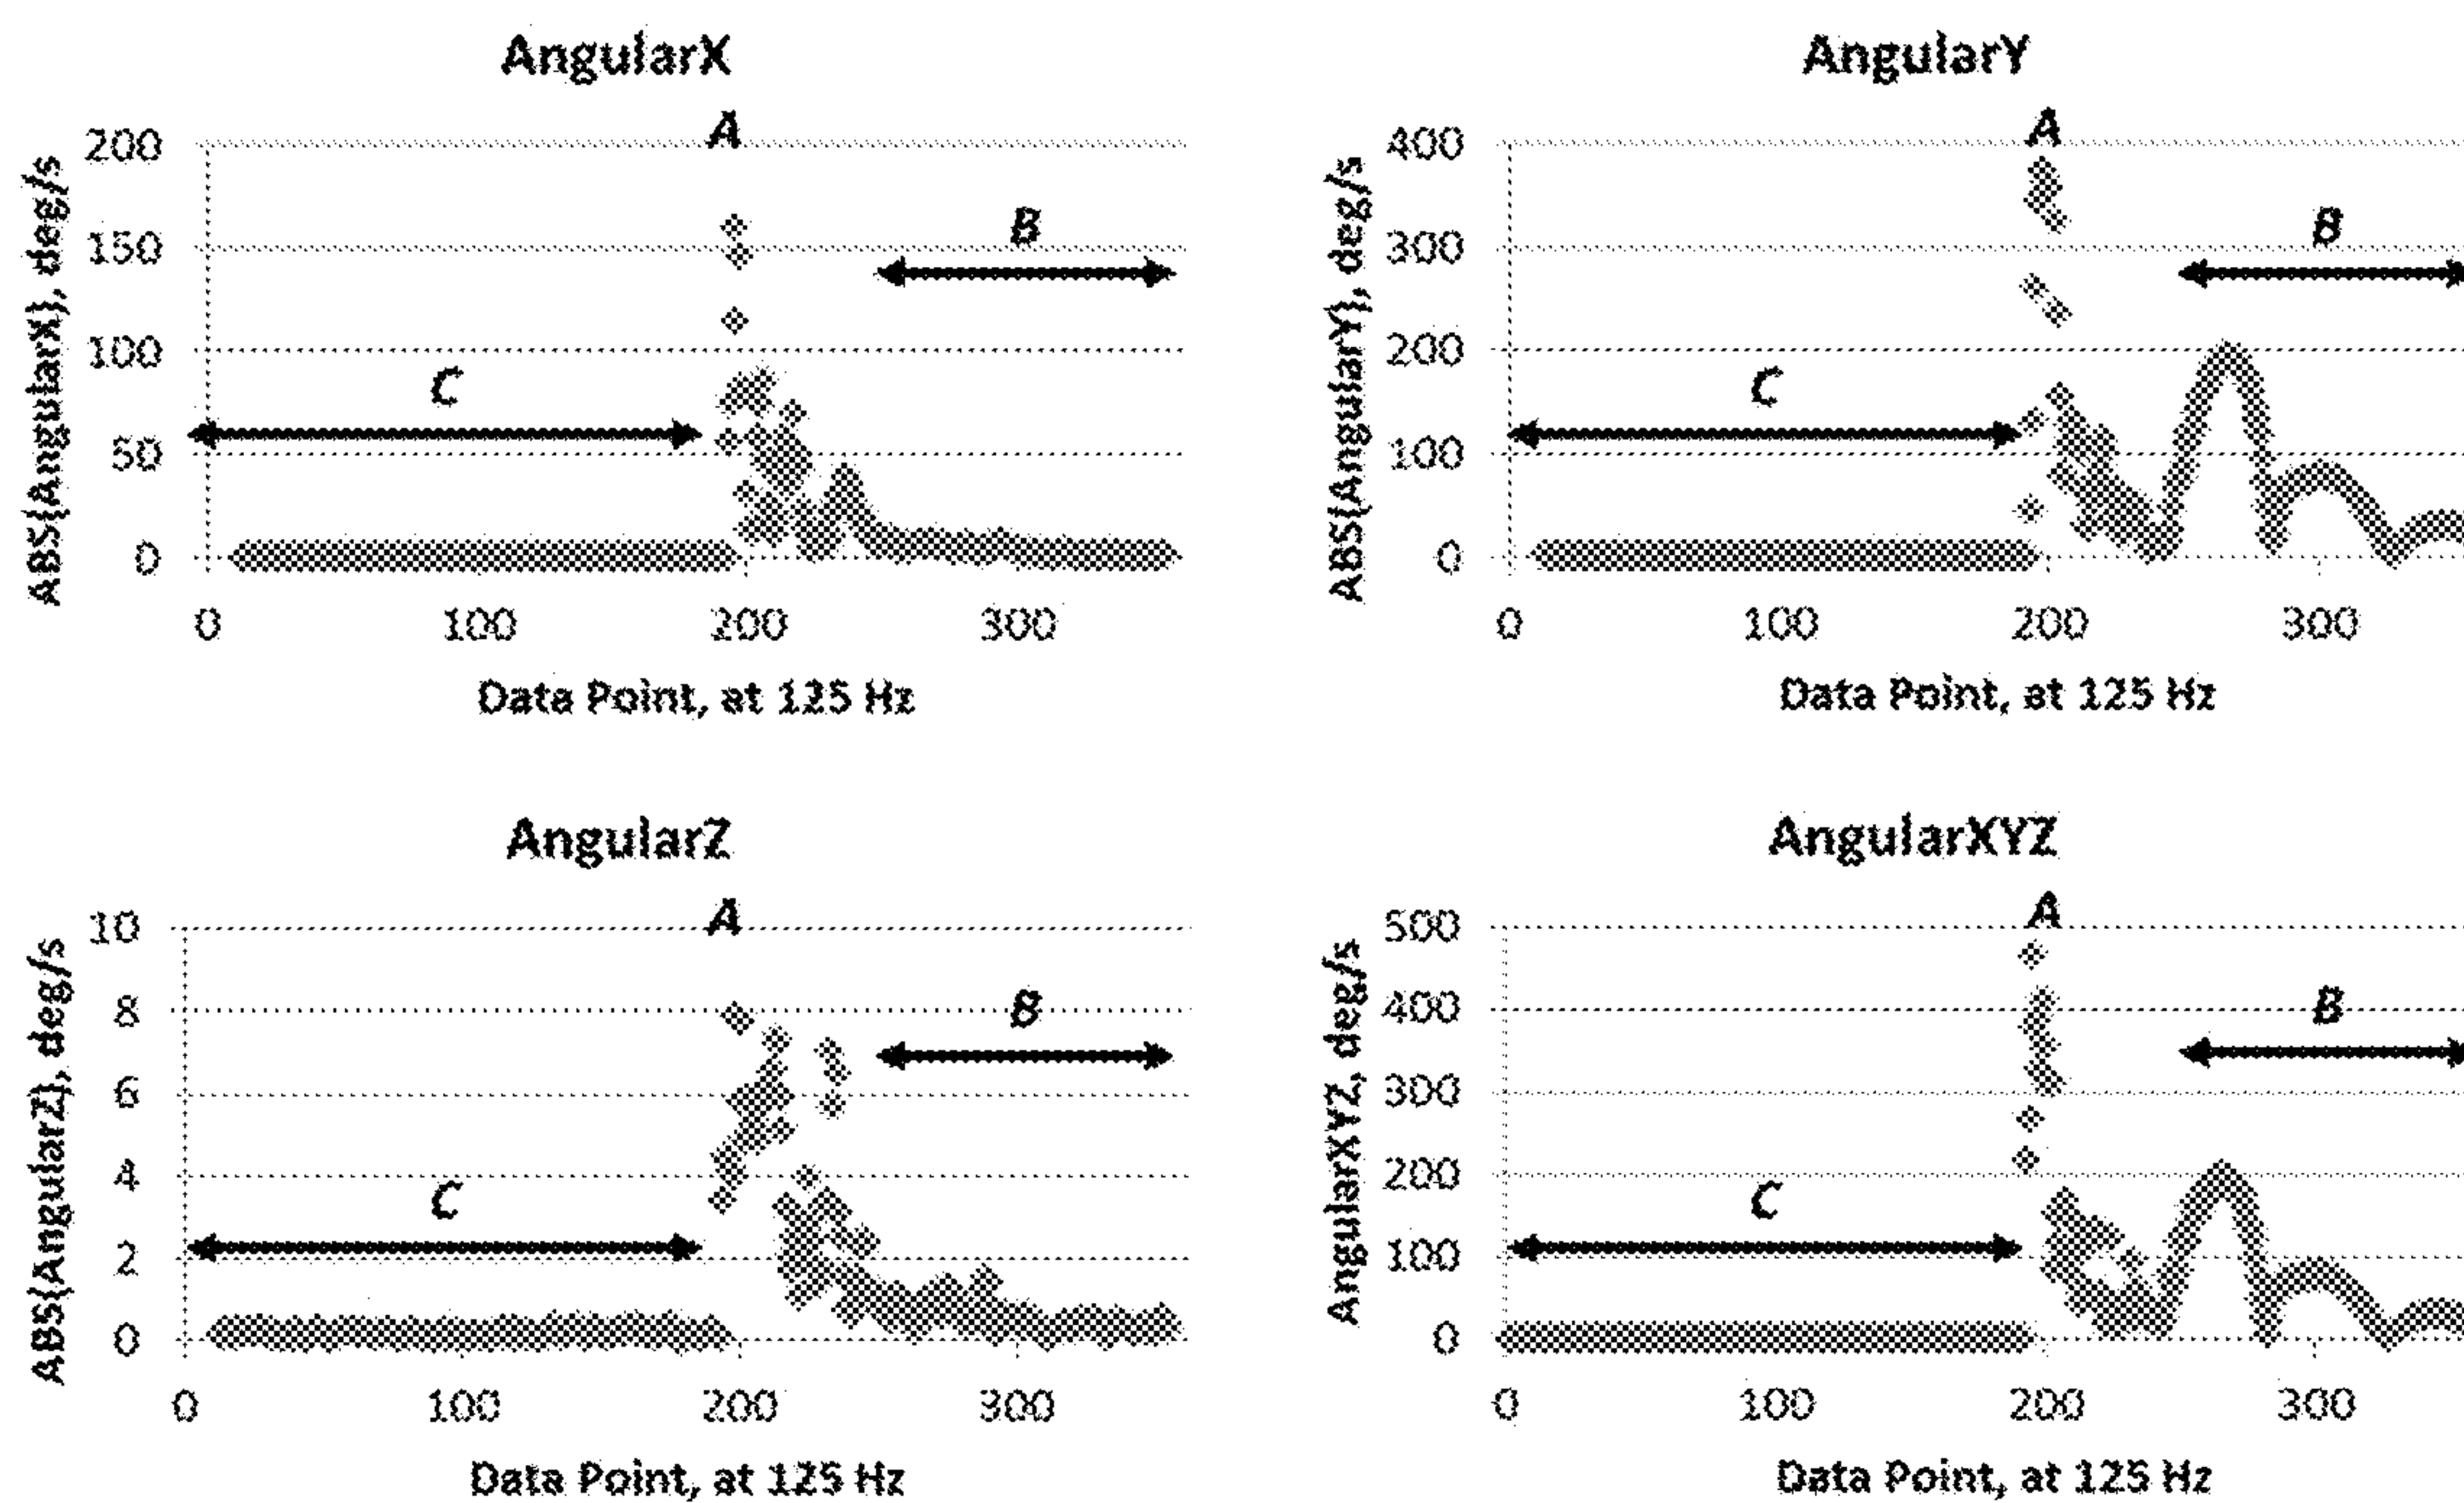 AngularX
A
200
150
100
50
0
B
C
ABS(AngularX), deg/s
0 100 200 300
Data Point, at 125 Hz
AngularY
A
400
300
200
100
0
B
C
ABS(AngularY), deg/s
0 100 200 300
Data Point, at 125 Hz
AngularZ
A
10
8
6
4
2
0
B
C
ABS(AngularZ), deg/s
0 100 200 300
Data Point, at 125 Hz
AngularXYZ
A
500
400
300
200
100
0
B
C
AngularXYZ, deg/s
0 100 200 300
Data Point, at 125 Hz